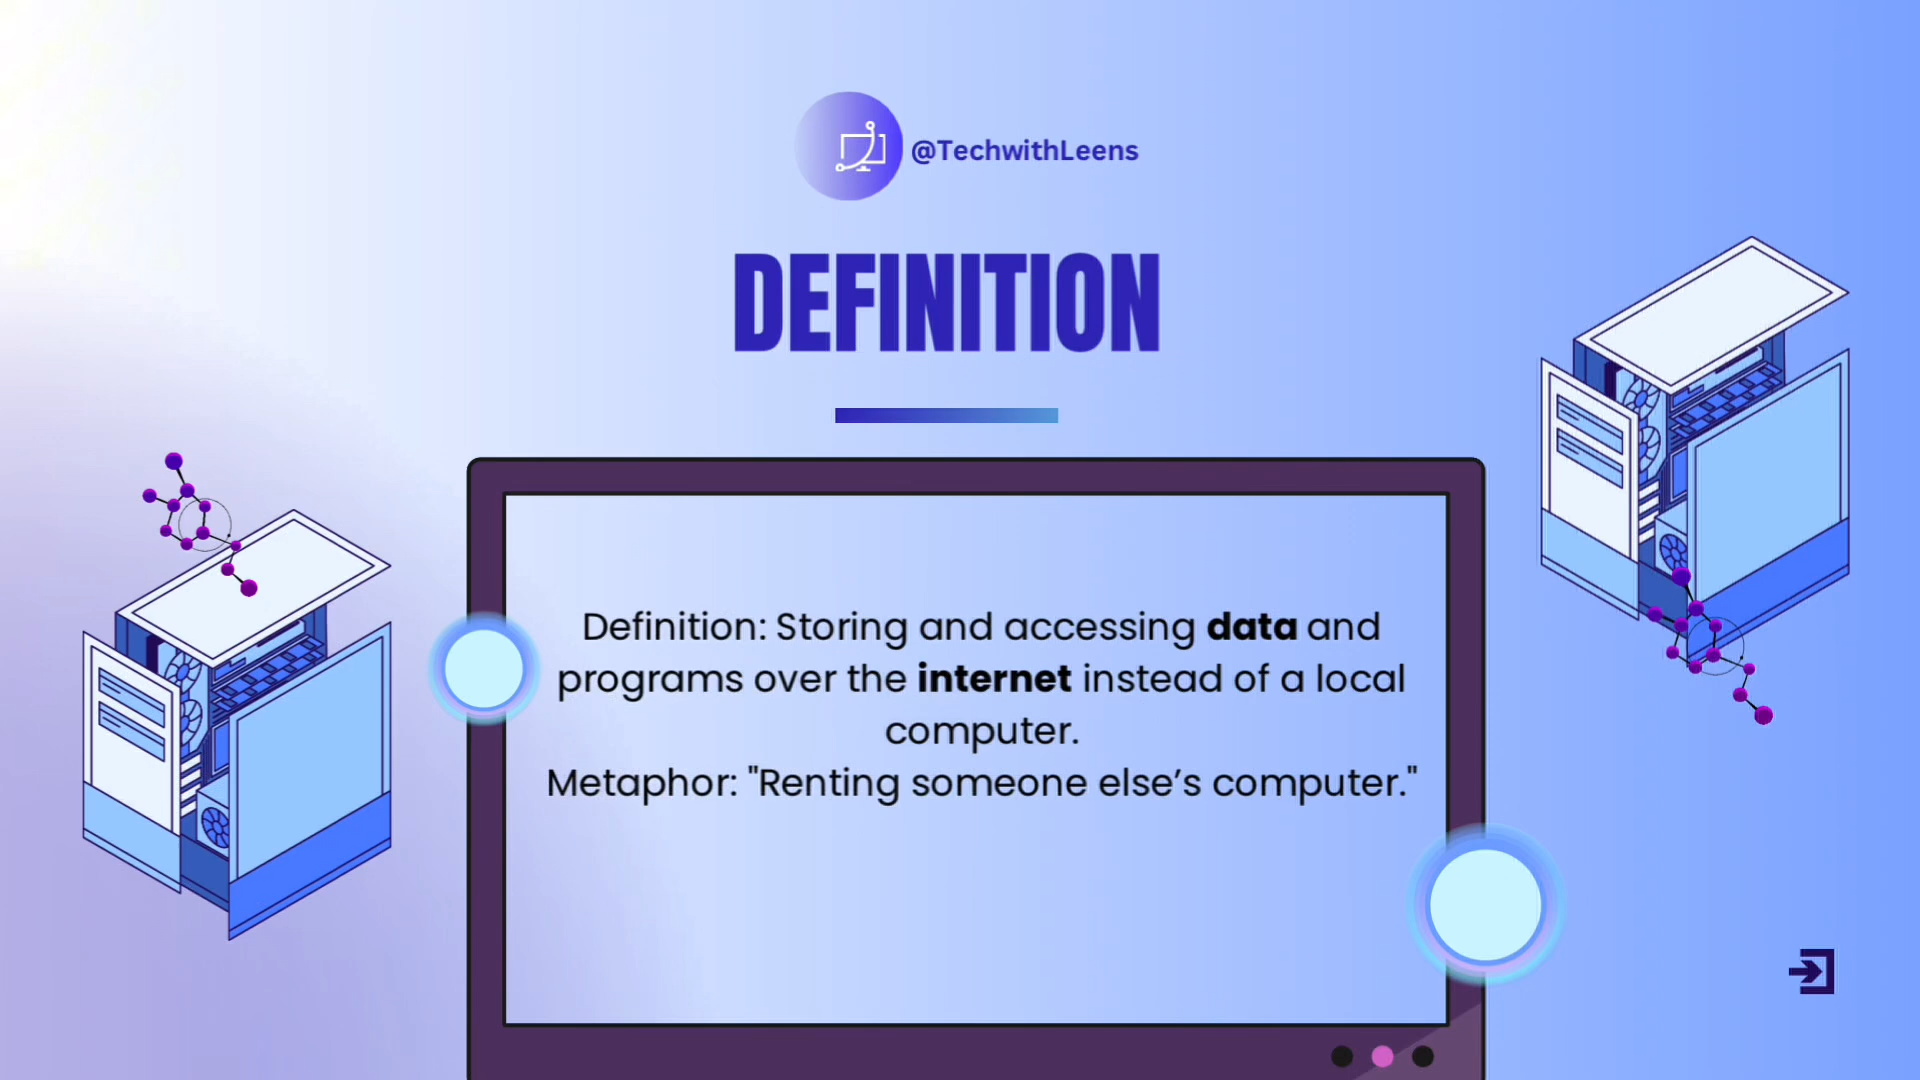 @TechwithLeens
DEFINITION
Definition: Storing and accessing data and
programs over the internet instead of a local
computer.
Metaphor: "Renting someone else’s computer."